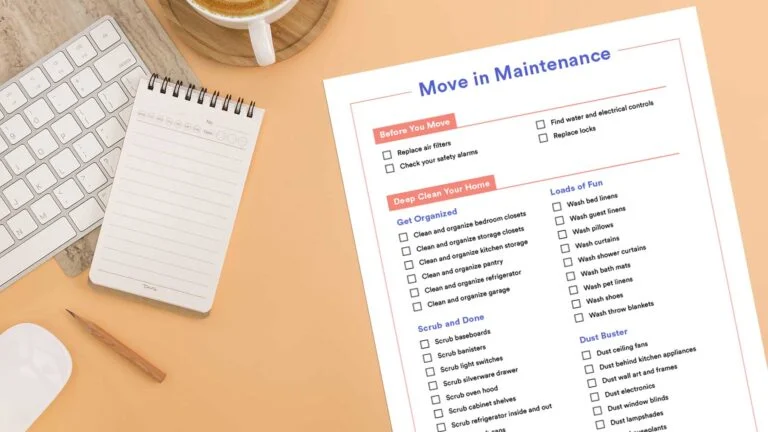 Move in Maintenance
Before You Move
Replace air filters
Check your safety alarms
Find water and electrical controls
Replace locks
Deep Clean Your Home
Get Organized
Clean and organize bedroom closets
Clean and organize storage closets
Clean and organize kitchen storage
Clean and organize pantry
Clean and organize refrigerator
Clean and organize garage
Scrub and Done
Scrub baseboards
Scrub banisters
Scrub light switches
Scrub silverware drawer
Scrub oven hood
Scrub cabinet shelves
Scrub refrigerator inside and out
Loads of Fun
Wash bed linens
Wash guest linens
Wash pillows
Wash curtains
Wash shower curtains
Wash bath mats
Wash pet linens
Wash shoes
Wash throw blankets
Dust Buster
Dust ceiling fans
Dust behind kitchen appliances
Dust wall art and frames
Dust electronics
Dust window blinds
Dust lampshades
No.
N
M
K
J